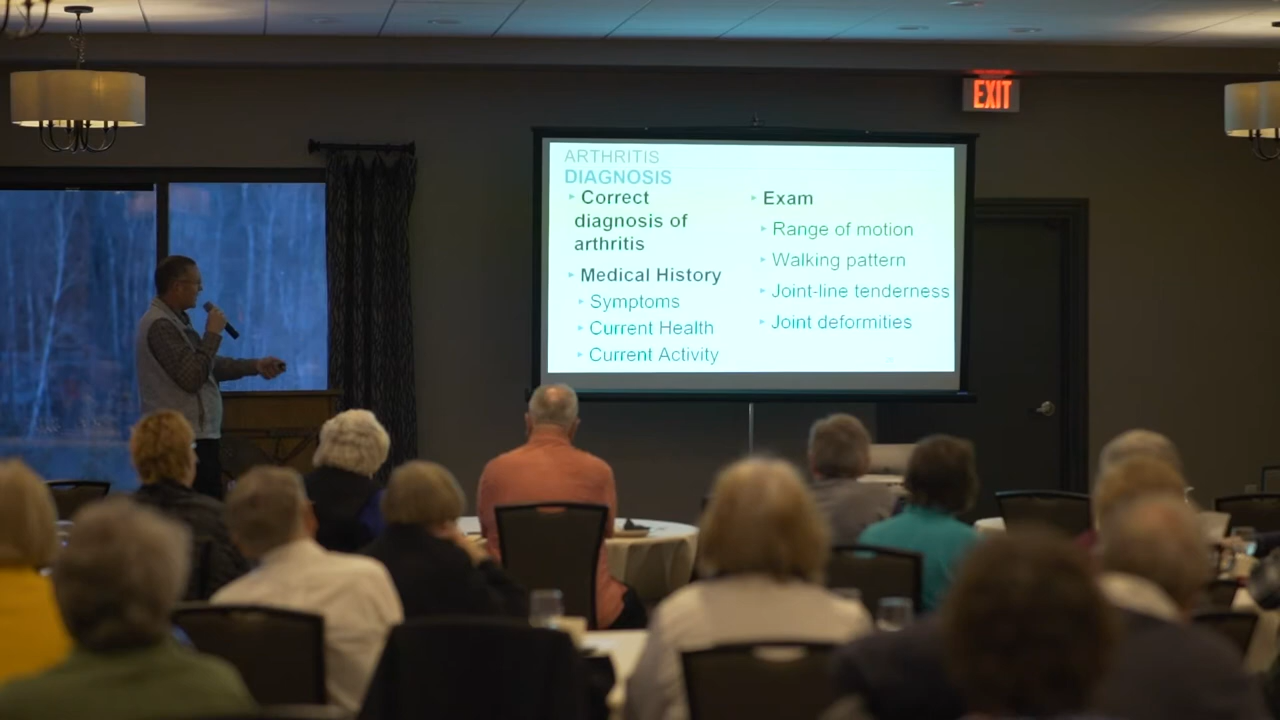 EXIT
ARTHRITIS
DIAGNOSIS
Correct
diagnosis of
arthritis
Medical History
Symptoms
Current Health
Current Activity
Exam
Range of motion
Walking pattern
Joint-line tenderness
Joint deformities